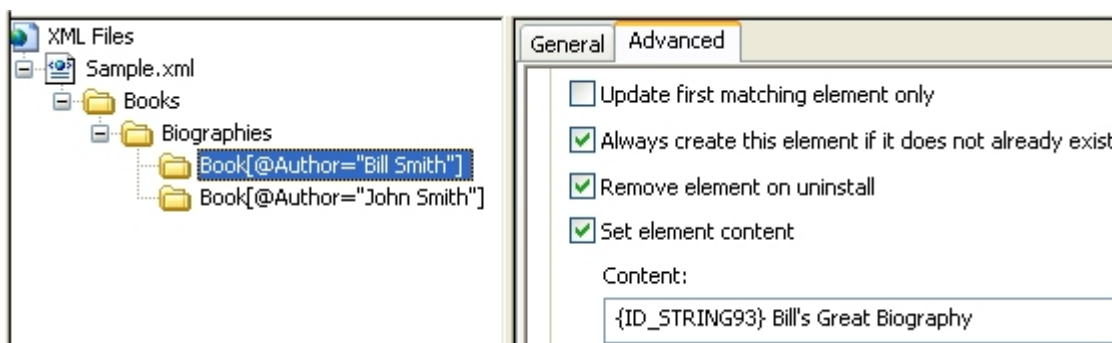 XML Files
Sample.xml
Books
Biographies
Book[@Author="Bill Smith"]
Book[@Author="John Smith"]
General
Advanced
Update first matching element only
Always create this element if it does not already exist
Remove element on uninstall
Set element content
Content:
{ID_STRING93} Bill's Great Biography